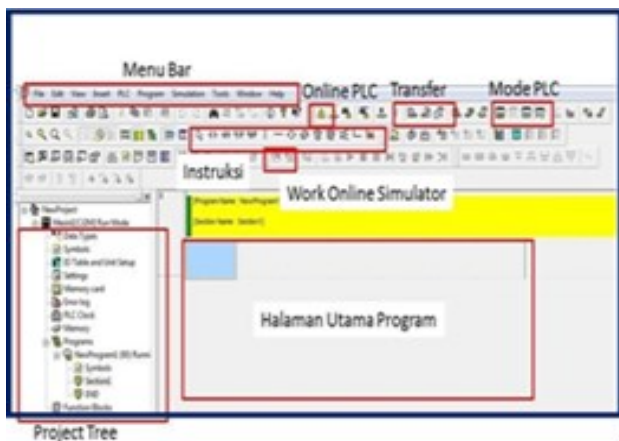 Menu Bar
File Edit View Insert PLC Program Simulation Tools Window Help
Online PLC Transfer Mode PLC
Instruksi
Work Online Simulator
NewProject
[Program Name : NewProgram1]
[Section Name : Section1]
Data Types
Symbols
IO Table and Unit Setup
Settings
Memory card
Error log
PLC Clock
Memory
Programs
Symbols
Section1
END
Function Blocks
Halaman Utama Program
Project Tree